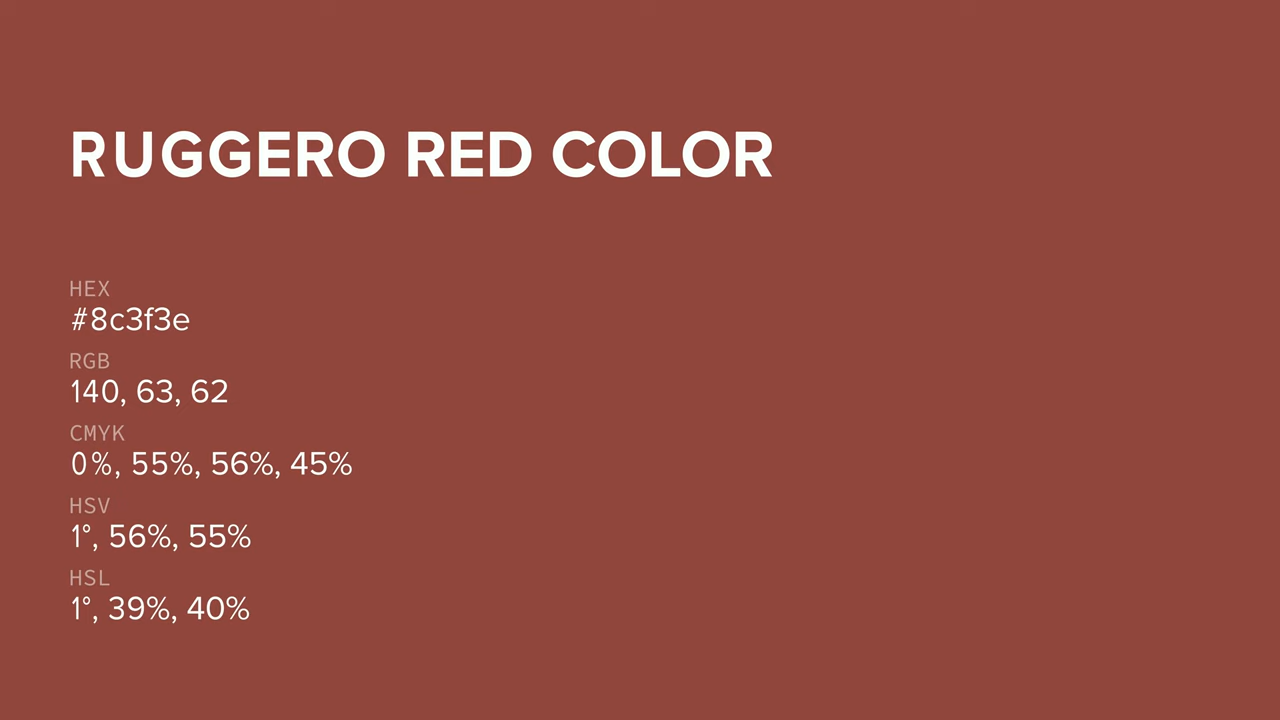 RUGGERO RED COLOR
HEX
#8c3f3e
RGB
140, 63, 62
CMYK
0%, 55%, 56%, 45%
HSV
1°, 56%, 55%
HSL
1°, 39%, 40%